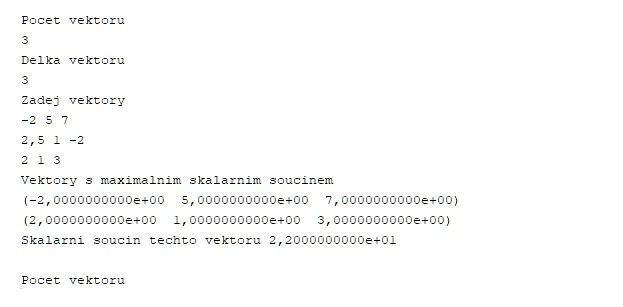 Pocet vektoru
3
Delka vektoru
3
Zadej vektory
-2 5 7
2,5 1 -2
2 1 3
Vektory s maximalnim skalarnim soucinem
(-2,0000000000e+00  5,0000000000e+00  7,0000000000e+00)
(2,0000000000e+00  1,0000000000e+00  3,0000000000e+00)
Skalarni soucin techto vektoru 2,2000000000e+01
Pocet vektoru